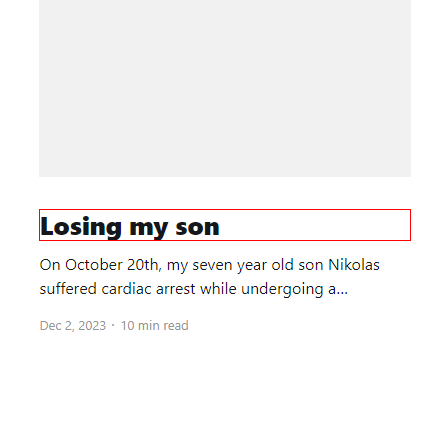 Losing my son
On October 20th, my seven year old son Nikolas
suffered cardiac arrest while undergoing a...
Dec 2, 2023 · 10 min read